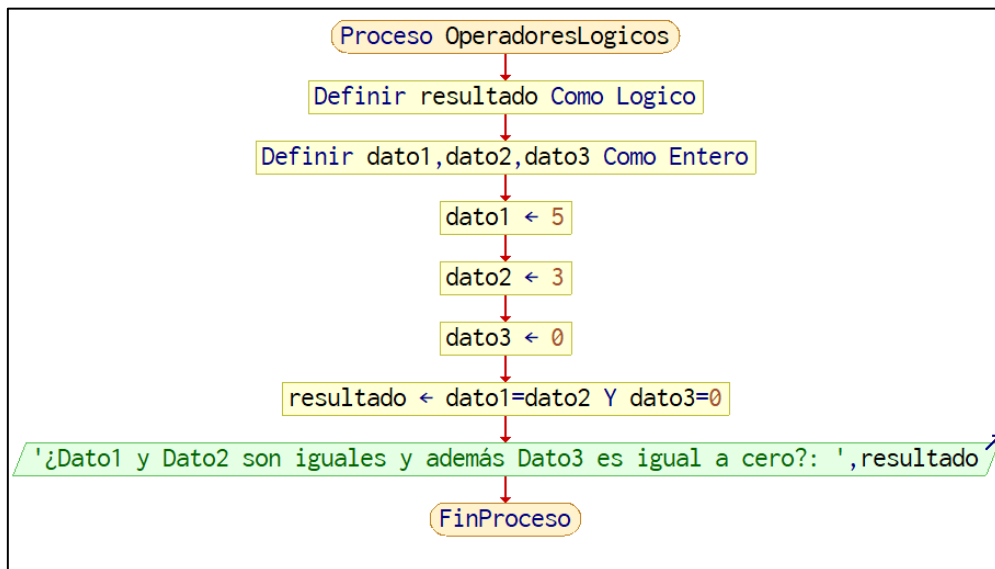 Proceso OperadoresLogicos
Definir resultado Como Logico
Definir dato1,dato2,dato3 Como Entero
dato1 ← 5
dato2 ← 3
dato3 ← 0
resultado ← dato1=dato2 Y dato3=0
'¿Dato1 y Dato2 son iguales y además Dato3 es igual a cero?: ',resultado
FinProceso